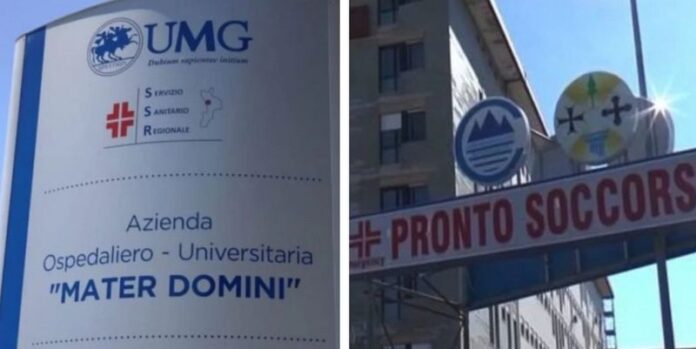 UMG
Dubium sapientiae initium
SERVIZIO
SANITARIO
REGIONALE
Azienda
Ospedaliero - Universitaria
"MATER DOMINI"
PRONTO SOCCORS